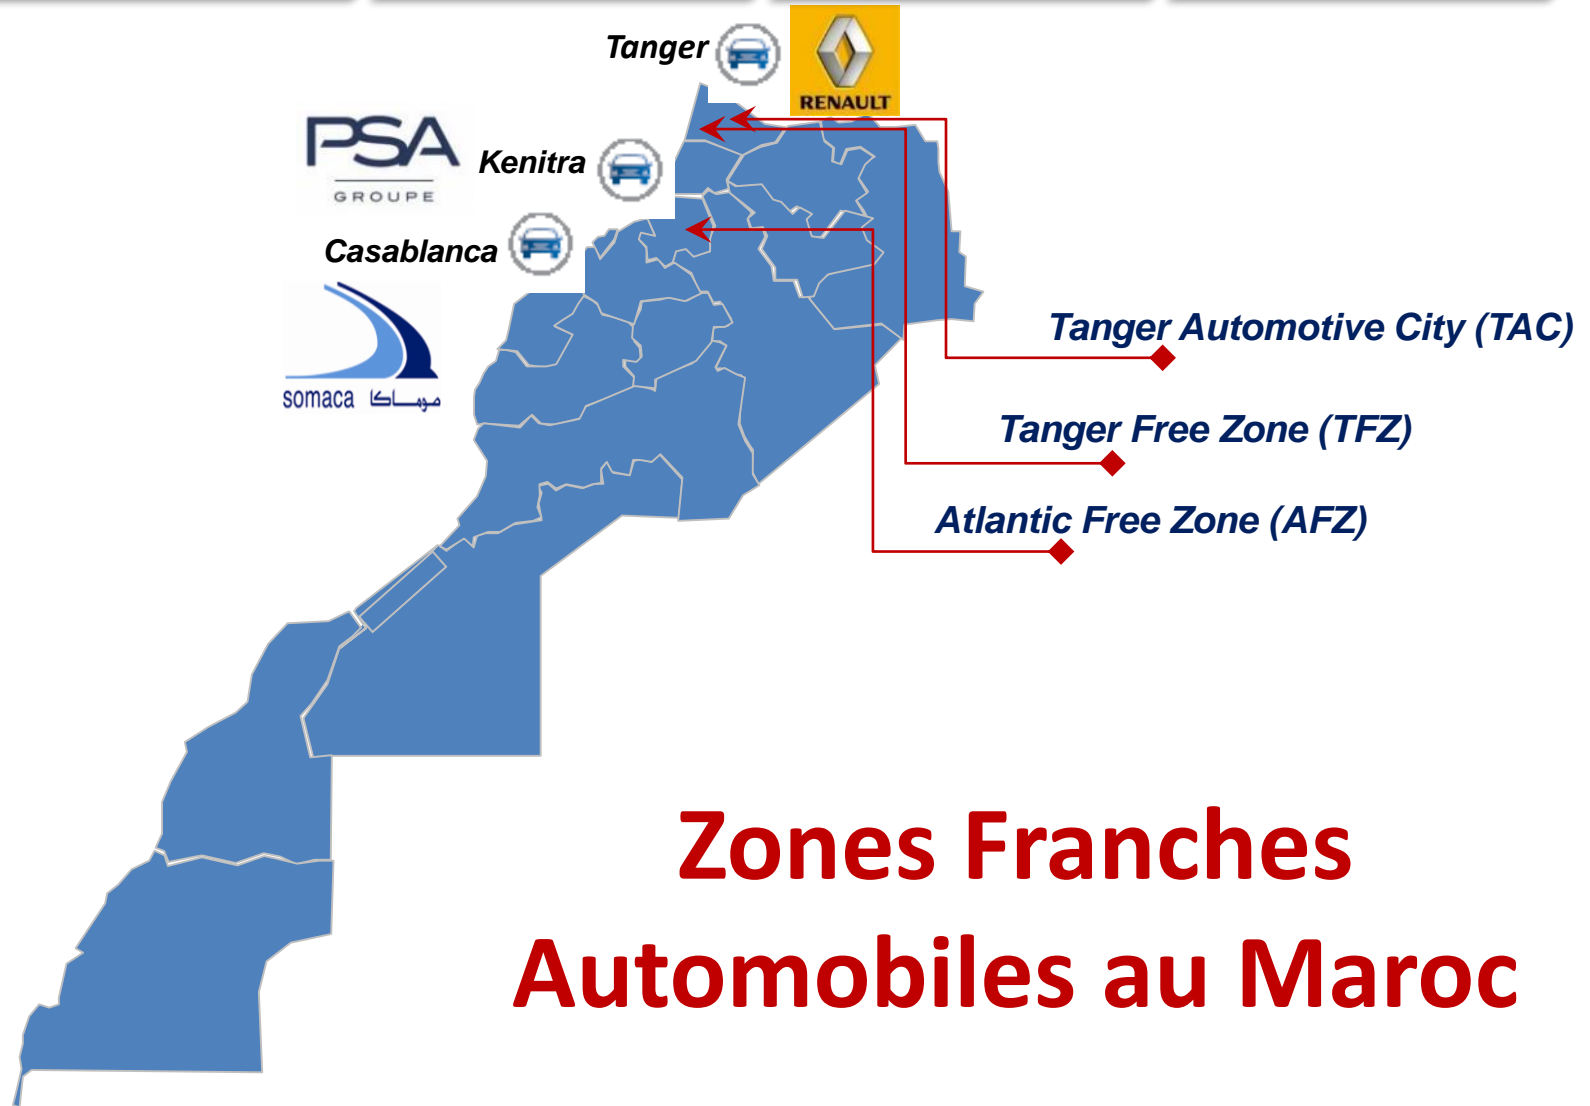 Tanger
RENAULT
PSA
GROUPE
Kenitra
Casablanca
somaca صوماكا
Tanger Automotive City (TAC)
Tanger Free Zone (TFZ)
Atlantic Free Zone (AFZ)
Zones Franches
Automobiles au Maroc